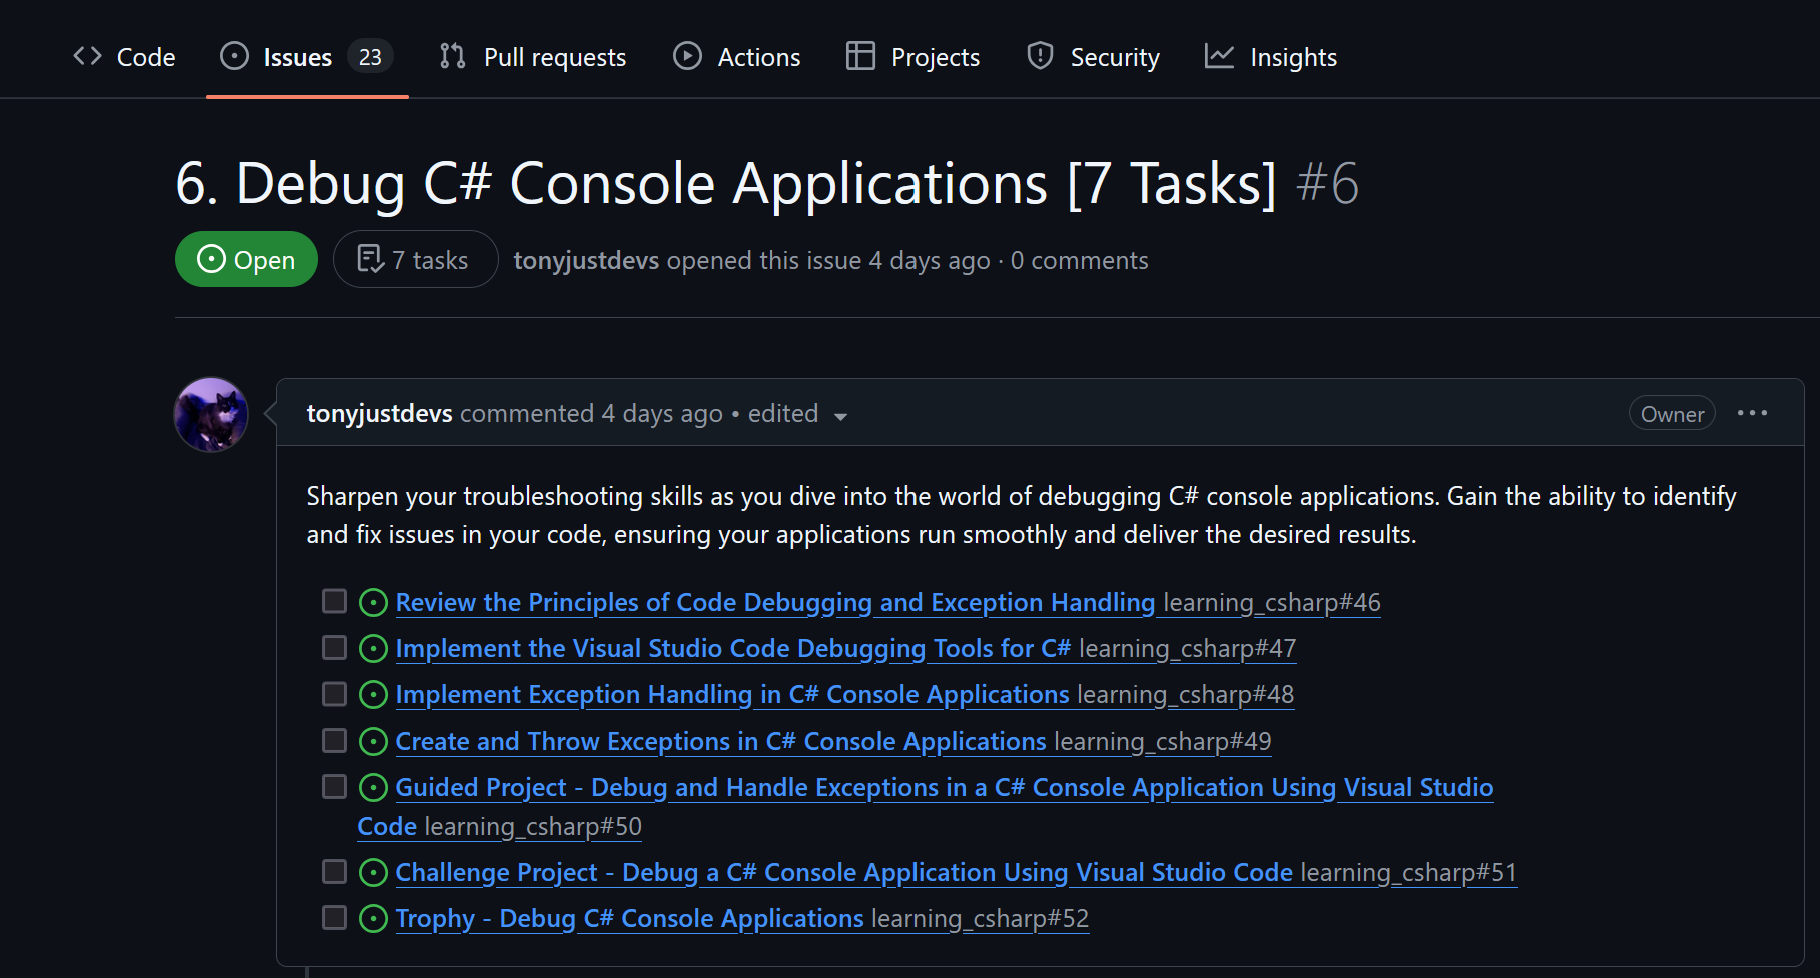 Code Issues 23 Pull requests Actions Projects Security Insights
6. Debug C# Console Applications [7 Tasks] #6
Open 7 tasks tonyjustdevs opened this issue 4 days ago · 0 comments
tonyjustdevs commented 4 days ago • edited Owner
Sharpen your troubleshooting skills as you dive into the world of debugging C# console applications. Gain the ability to identify
and fix issues in your code, ensuring your applications run smoothly and deliver the desired results.
Review the Principles of Code Debugging and Exception Handling learning_csharp#46
Implement the Visual Studio Code Debugging Tools for C# learning_csharp#47
Implement Exception Handling in C# Console Applications learning_csharp#48
Create and Throw Exceptions in C# Console Applications learning_csharp#49
Guided Project - Debug and Handle Exceptions in a C# Console Application Using Visual Studio
Code learning_csharp#50
Challenge Project - Debug a C# Console Application Using Visual Studio Code learning_csharp#51
Trophy - Debug C# Console Applications learning_csharp#52